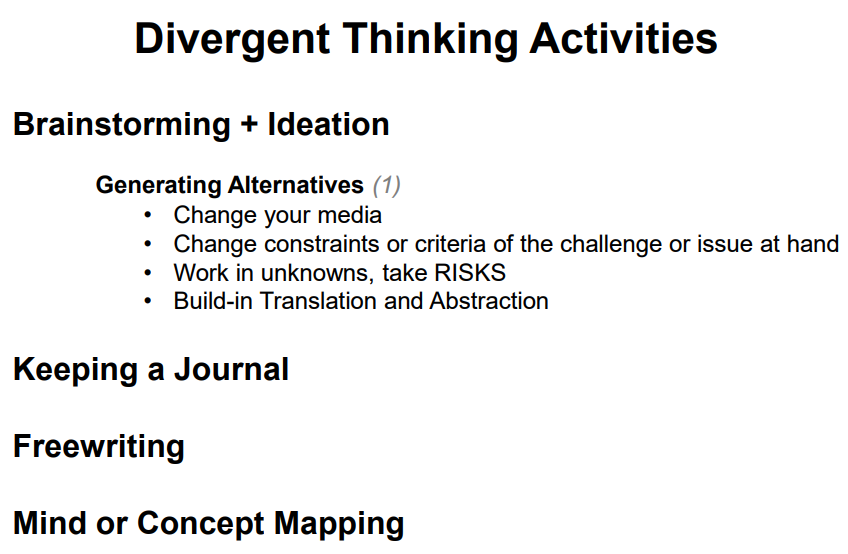 Divergent Thinking Activities
Brainstorming + Ideation
Generating Alternatives (1)
• Change your media
• Change constraints or criteria of the challenge or issue at hand
• Work in unknowns, take RISKS
• Build-in Translation and Abstraction
Keeping a Journal
Freewriting
Mind or Concept Mapping